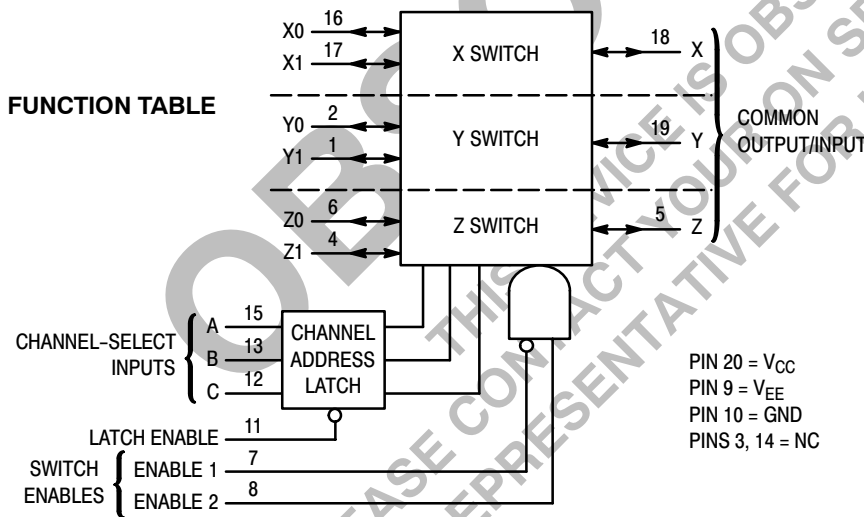 X0 16
X1 17
X SWITCH
18 X
FUNCTION TABLE
Y0 2
Y1 1
Y SWITCH
19 Y
COMMON
OUTPUT/INPUT
Z0 6
Z1 4
Z SWITCH
5 Z
CHANNEL-SELECT
INPUTS
A 15
B 13
C 12
CHANNEL
ADDRESS
LATCH
LATCH ENABLE 11
SWITCH
ENABLES
ENABLE 1 7
ENABLE 2 8
PIN 20 = VCC
PIN 9 = VEE
PIN 10 = GND
PINS 3, 14 = NC